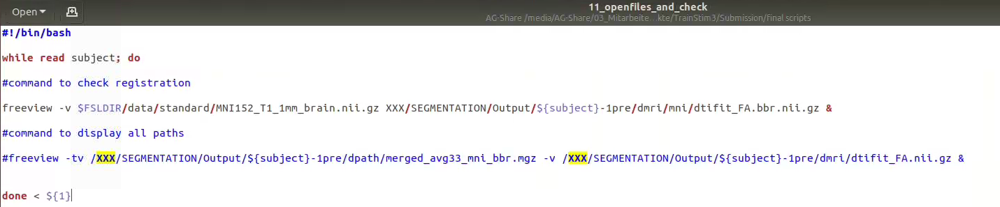 Open
11_openfiles_and_check
AG-Share /media/AG-Share/03_Mitarbeite…kte/TrainStim3/Submission/final scripts
#!/bin/bash
while read subject; do
#command to check registration
freeview -v $FSLDIR/data/standard/MNI152_T1_1mm_brain.nii.gz XXX/SEGMENTATION/Output/${subject}-1pre/dmri/mni/dtifit_FA.bbr.nii.gz &
#command to display all paths
#freeview -tv /XXX/SEGMENTATION/Output/${subject}-1pre/dpath/merged_avg33_mni_bbr.mgz -v /XXX/SEGMENTATION/Output/${subject}-1pre/dmri/dtifit_FA.nii.gz &
done < ${1}